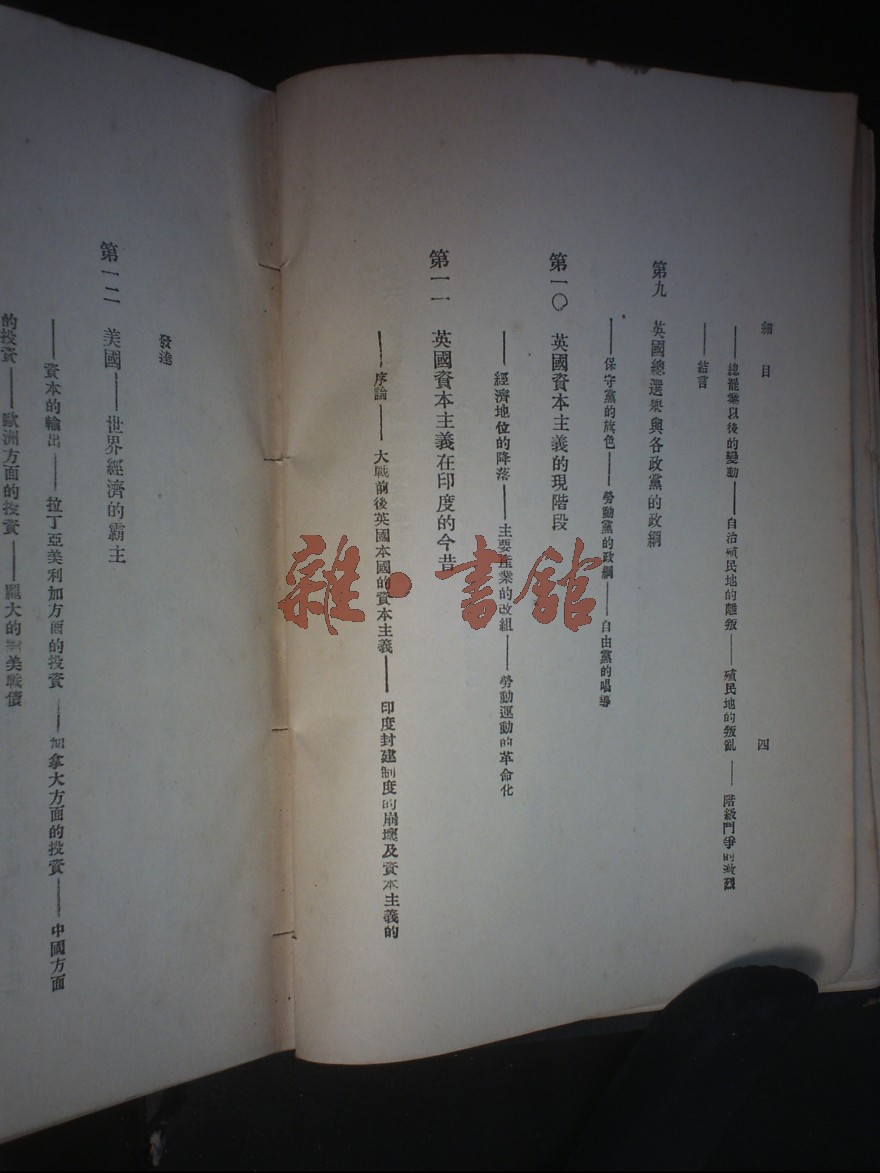 細目
四
——總罷業以後的變動——自治殖民地的離叛——殖民地的叛亂——階級鬥爭的激烈
——結言
第九 英國總選舉與各政黨的政綱
——保守黨的旗色——勞動黨的政綱——自由黨的唱導
第一〇 英國資本主義的現階段
——經濟地位的降落——主要產業的改組——勞動運動的革命化
第一一 英國資本主義在印度的今昔
——序論——大戰前後英國本國的資本主義——印度封建制度的崩壞及資本主義的
發達
第一二 美國——世界經濟的霸主
——資本的輸出——拉丁亞美利加方面的投資——加拿大方面的投資——中國方面
的投資——歐洲方面的投資——龐大的對美戰債
雜·書館